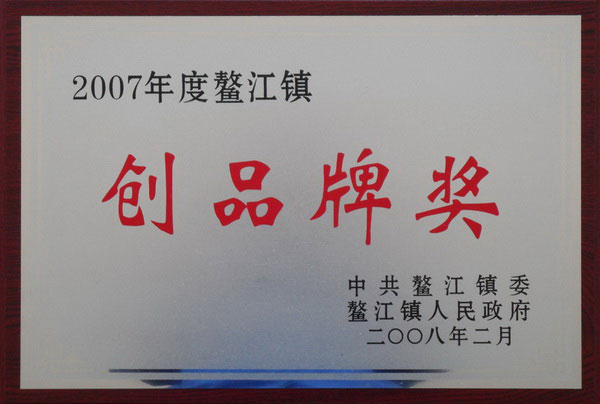 2007年度鳌江镇
创品牌奖
中共鳌江镇委
鳌江镇人民政府
二〇〇八年二月